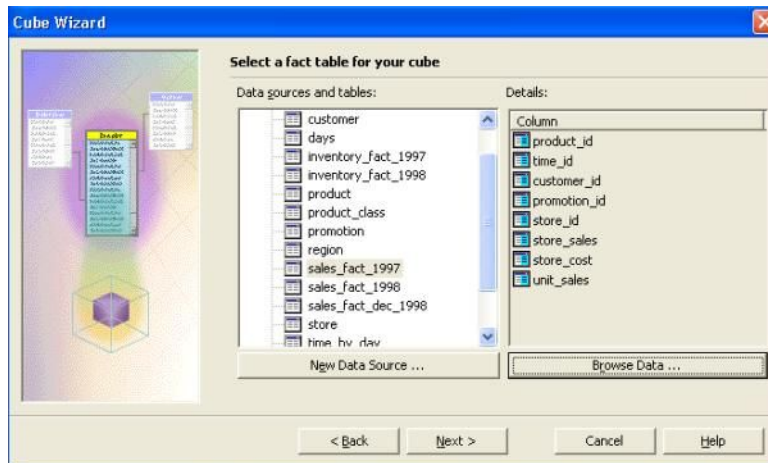 Cube Wizard
Select a fact table for your cube
Data sources and tables:
customer
days
inventory_fact_1997
inventory_fact_1998
product
product_class
promotion
region
sales_fact_1997
sales_fact_1998
sales_fact_dec_1998
store
time_by_day
New Data Source ...
Details:
Column
product_id
time_id
customer_id
promotion_id
store_id
store_sales
store_cost
unit_sales
Browse Data ...
< Back
Next >
Cancel
Help